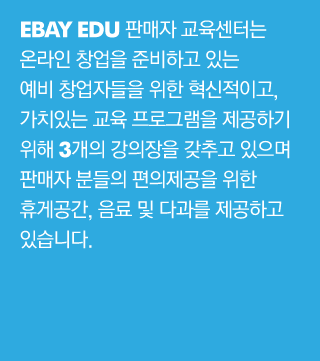 EBAY EDU 판매자 교육센터는
온라인 창업을 준비하고 있는
예비 창업자들을 위한 혁신적이고,
가치있는 교육 프로그램을 제공하기
위해 3개의 강의장을 갖추고 있으며
판매자 분들의 편의제공을 위한
휴게공간, 음료 및 다과를 제공하고
있습니다.